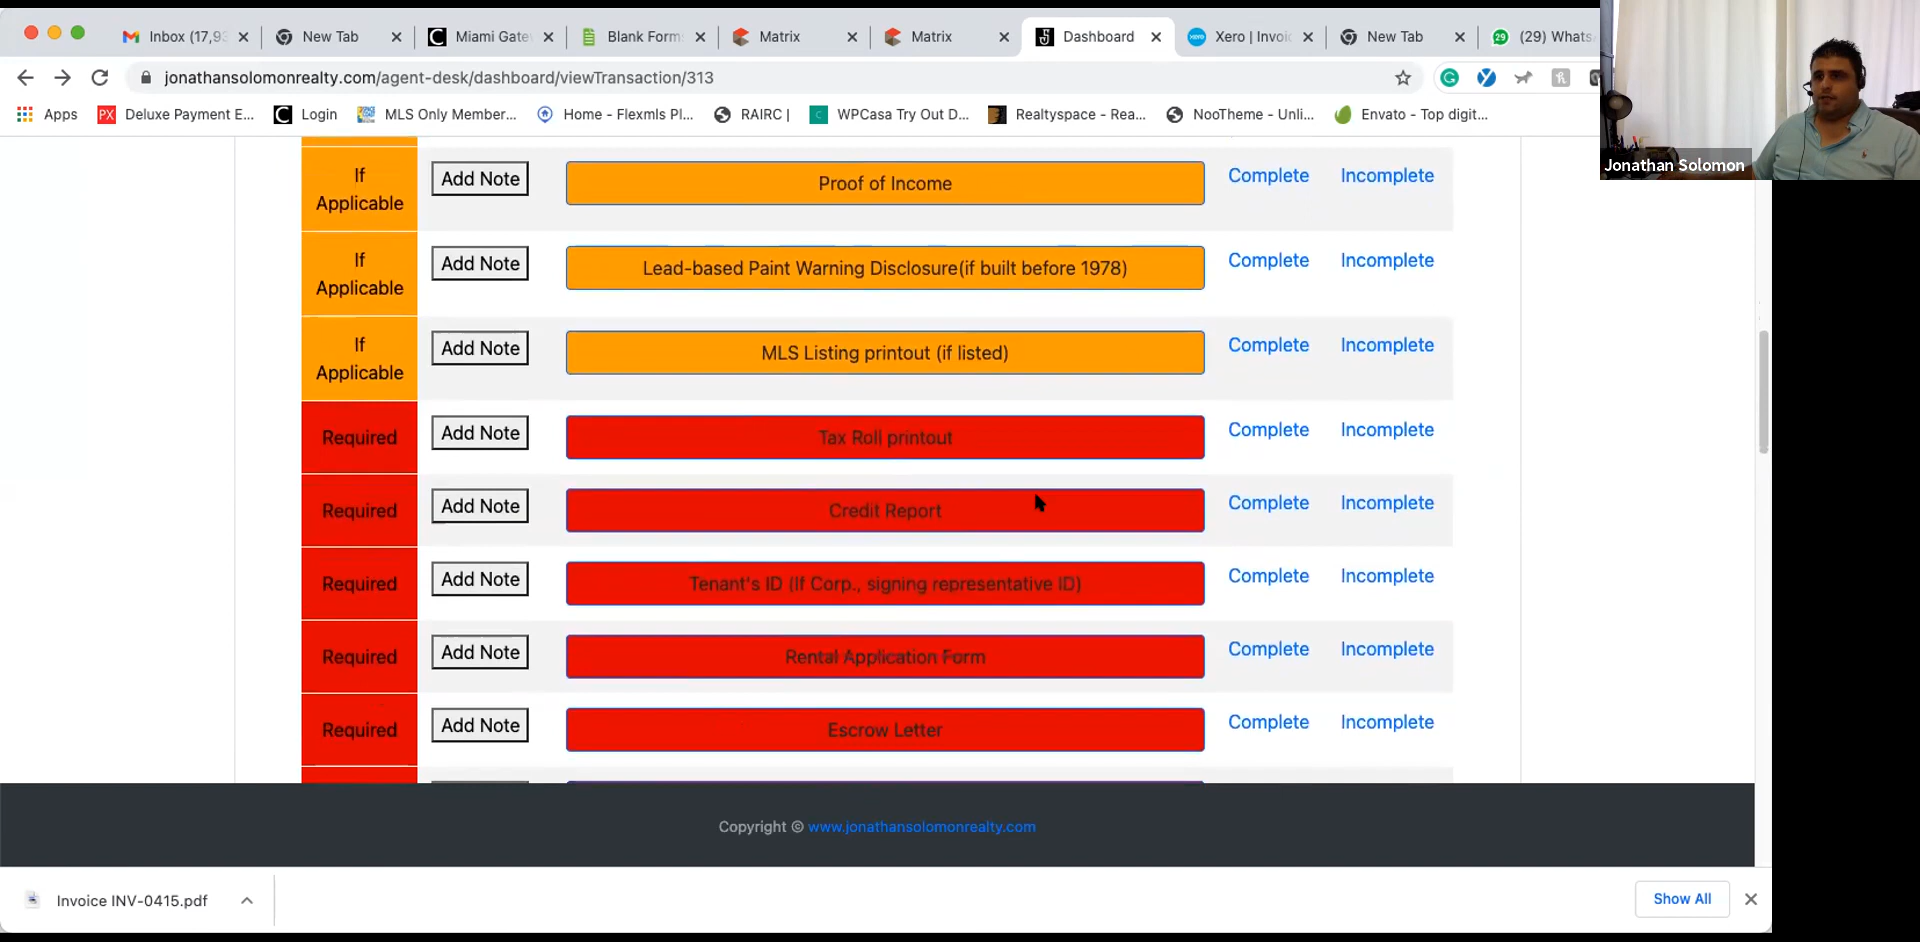 Inbox (17,93
New Tab
Miami Gate
Blank Form
Matrix
Matrix
Dashboard
Xero | Invoi
New Tab
(29) Whats
jonathansolomonrealty.com/agent-desk/dashboard/viewTransaction/313
Apps
Deluxe Payment E...
Login
MLS Only Member...
Home - Flexmls Pl...
RAIRC |
WPCasa Try Out D...
Realtyspace - Rea...
NooTheme - Unli...
Envato - Top digit...
Jonathan Solomon
If
Applicable
Add Note
Proof of Income
Complete
Incomplete
If
Applicable
Add Note
Lead-based Paint Warning Disclosure(if built before 1978)
Complete
Incomplete
If
Applicable
Add Note
MLS Listing printout (if listed)
Complete
Incomplete
Required
Add Note
Tax Roll printout
Complete
Incomplete
Required
Add Note
Credit Report
Complete
Incomplete
Required
Add Note
Tenant's ID (If Corp., signing representative ID)
Complete
Incomplete
Required
Add Note
Rental Application Form
Complete
Incomplete
Required
Add Note
Escrow Letter
Complete
Incomplete
Copyright © www.jonathansolomonrealty.com
Invoice INV-0415.pdf
Show All